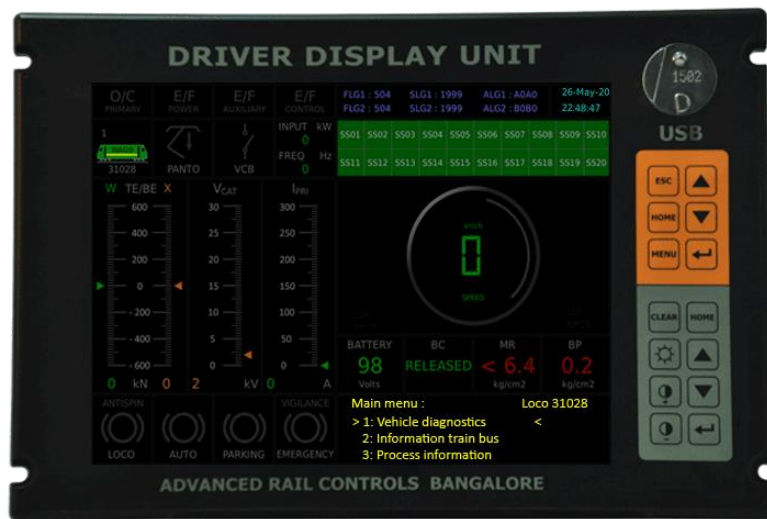 DRIVER DISPLAY UNIT
1502
D
USB
O/C PRIMARY
E/F POWER
E/F AUXILIARY
E/F CONTROL
FLG1 : 504 SLG1 : 1999 ALG1 : A0A0
FLG2 : 504 SLG2 : 1999 ALG2 : B0B0
26-May-20
22:48:47
1
WAG9
31028
PANTO
VCB
INPUT kW
0
FREQ Hz
0
SS01 SS02 SS03 SS04 SS05 SS06 SS07 SS08 SS09 SS10
SS11 SS12 SS13 SS14 SS15 SS16 SS17 SS18 SS19 SS20
W TE/BE X
600
400
200
0
-200
-400
-600
0 kN 0
VCAT
30
25
20
15
10
5
0
2 kV
IPRI
300
250
200
150
100
50
0
0 A
km/h
0
SPEED
BATTERY
98
Volts
BC
RELEASED
MR
< 6.4
kg/cm2
BP
0.2
kg/cm2
ANTISPIN
LOCO
AUTO
PARKING
VIGILANCE
EMERGENCY
Main menu : Loco 31028
> 1: Vehicle diagnostics <
2: Information train bus
3: Process information
ESC
HOME
MENU
CLEAR HOME
ADVANCED RAIL CONTROLS BANGALORE